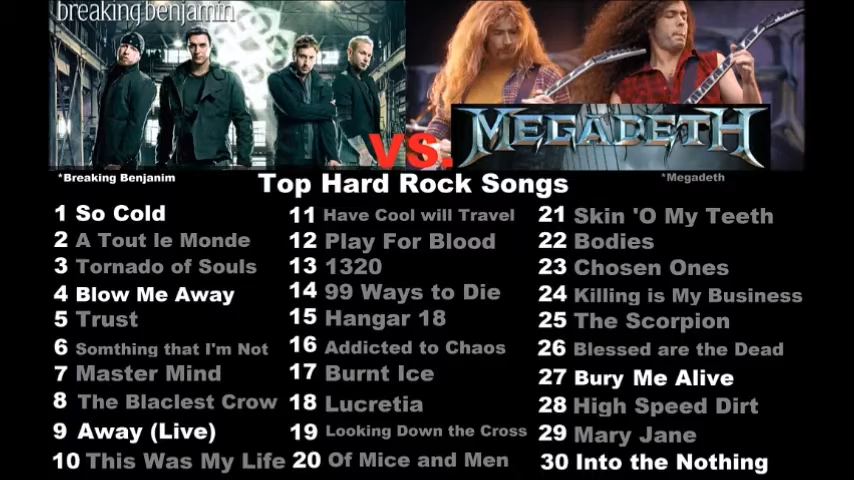 breakingbenjamin
MEGADETH
vs.
*Breaking Benjanim
*Megadeth
Top Hard Rock Songs
1 So Cold
2 A Tout le Monde
3 Tornado of Souls
4 Blow Me Away
5 Trust
6 Somthing that I'm Not
7 Master Mind
8 The Blaclest Crow
9 Away (Live)
10 This Was My Life
11 Have Cool will Travel
12 Play For Blood
13 1320
14 99 Ways to Die
15 Hangar 18
16 Addicted to Chaos
17 Burnt Ice
18 Lucretia
19 Looking Down the Cross
20 Of Mice and Men
21 Skin 'O My Teeth
22 Bodies
23 Chosen Ones
24 Killing is My Business
25 The Scorpion
26 Blessed are the Dead
27 Bury Me Alive
28 High Speed Dirt
29 Mary Jane
30 Into the Nothing